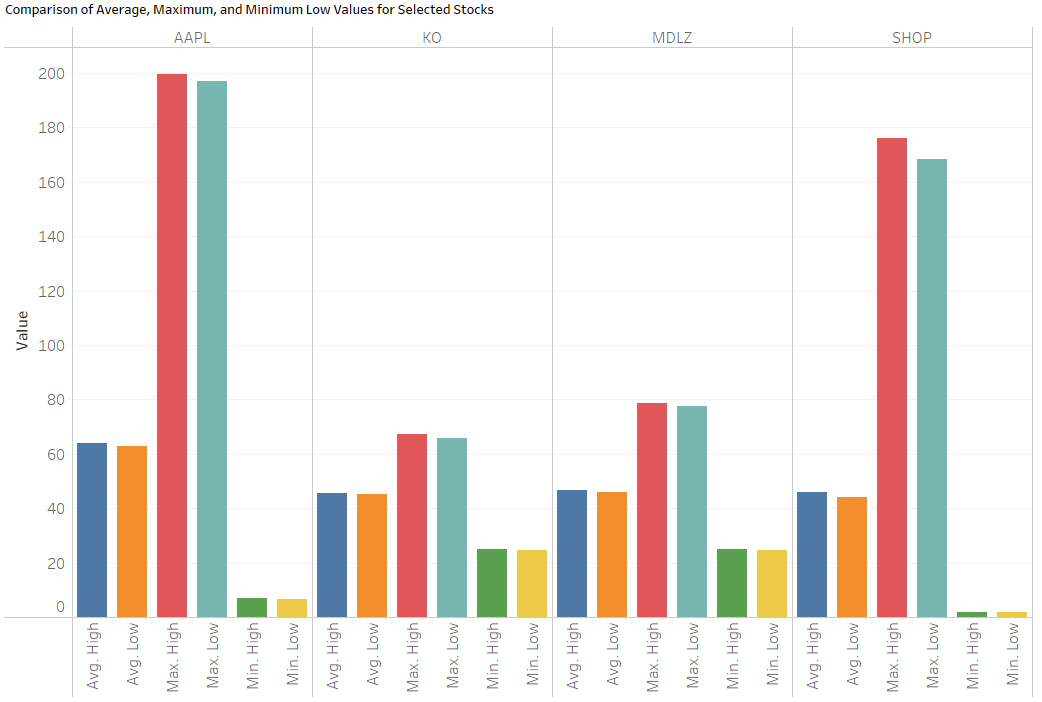 Comparison of Average, Maximum, and Minimum Low Values for Selected Stocks
AAPL KO MDLZ SHOP
200
180
160
140
120
100
80
60
40
20
0
Value
Avg. High Avg. Low Max. High Max. Low Min. High Min. Low Avg. High Avg. Low Max. High Max. Low Min. High Min. Low Avg. High Avg. Low Max. High Max. Low Min. High Min. Low Avg. High Avg. Low Max. High Max. Low Min. High Min. Low